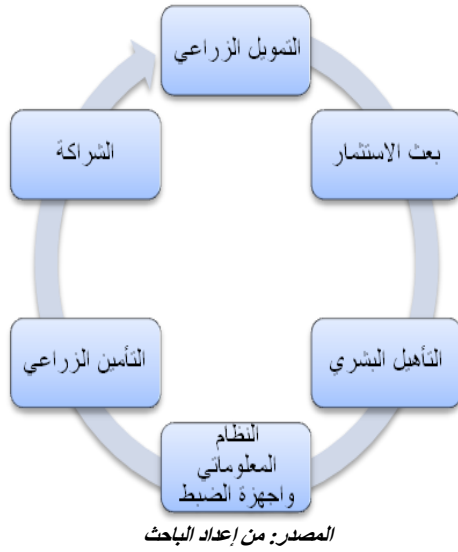 التمويل الزراعي
بعث الاستثمار
التأهيل البشري
النظام
المعلوماتي
واجهزة الضبط
التأمين الزراعي
الشراكة
المصدر: من إعداد الباحث